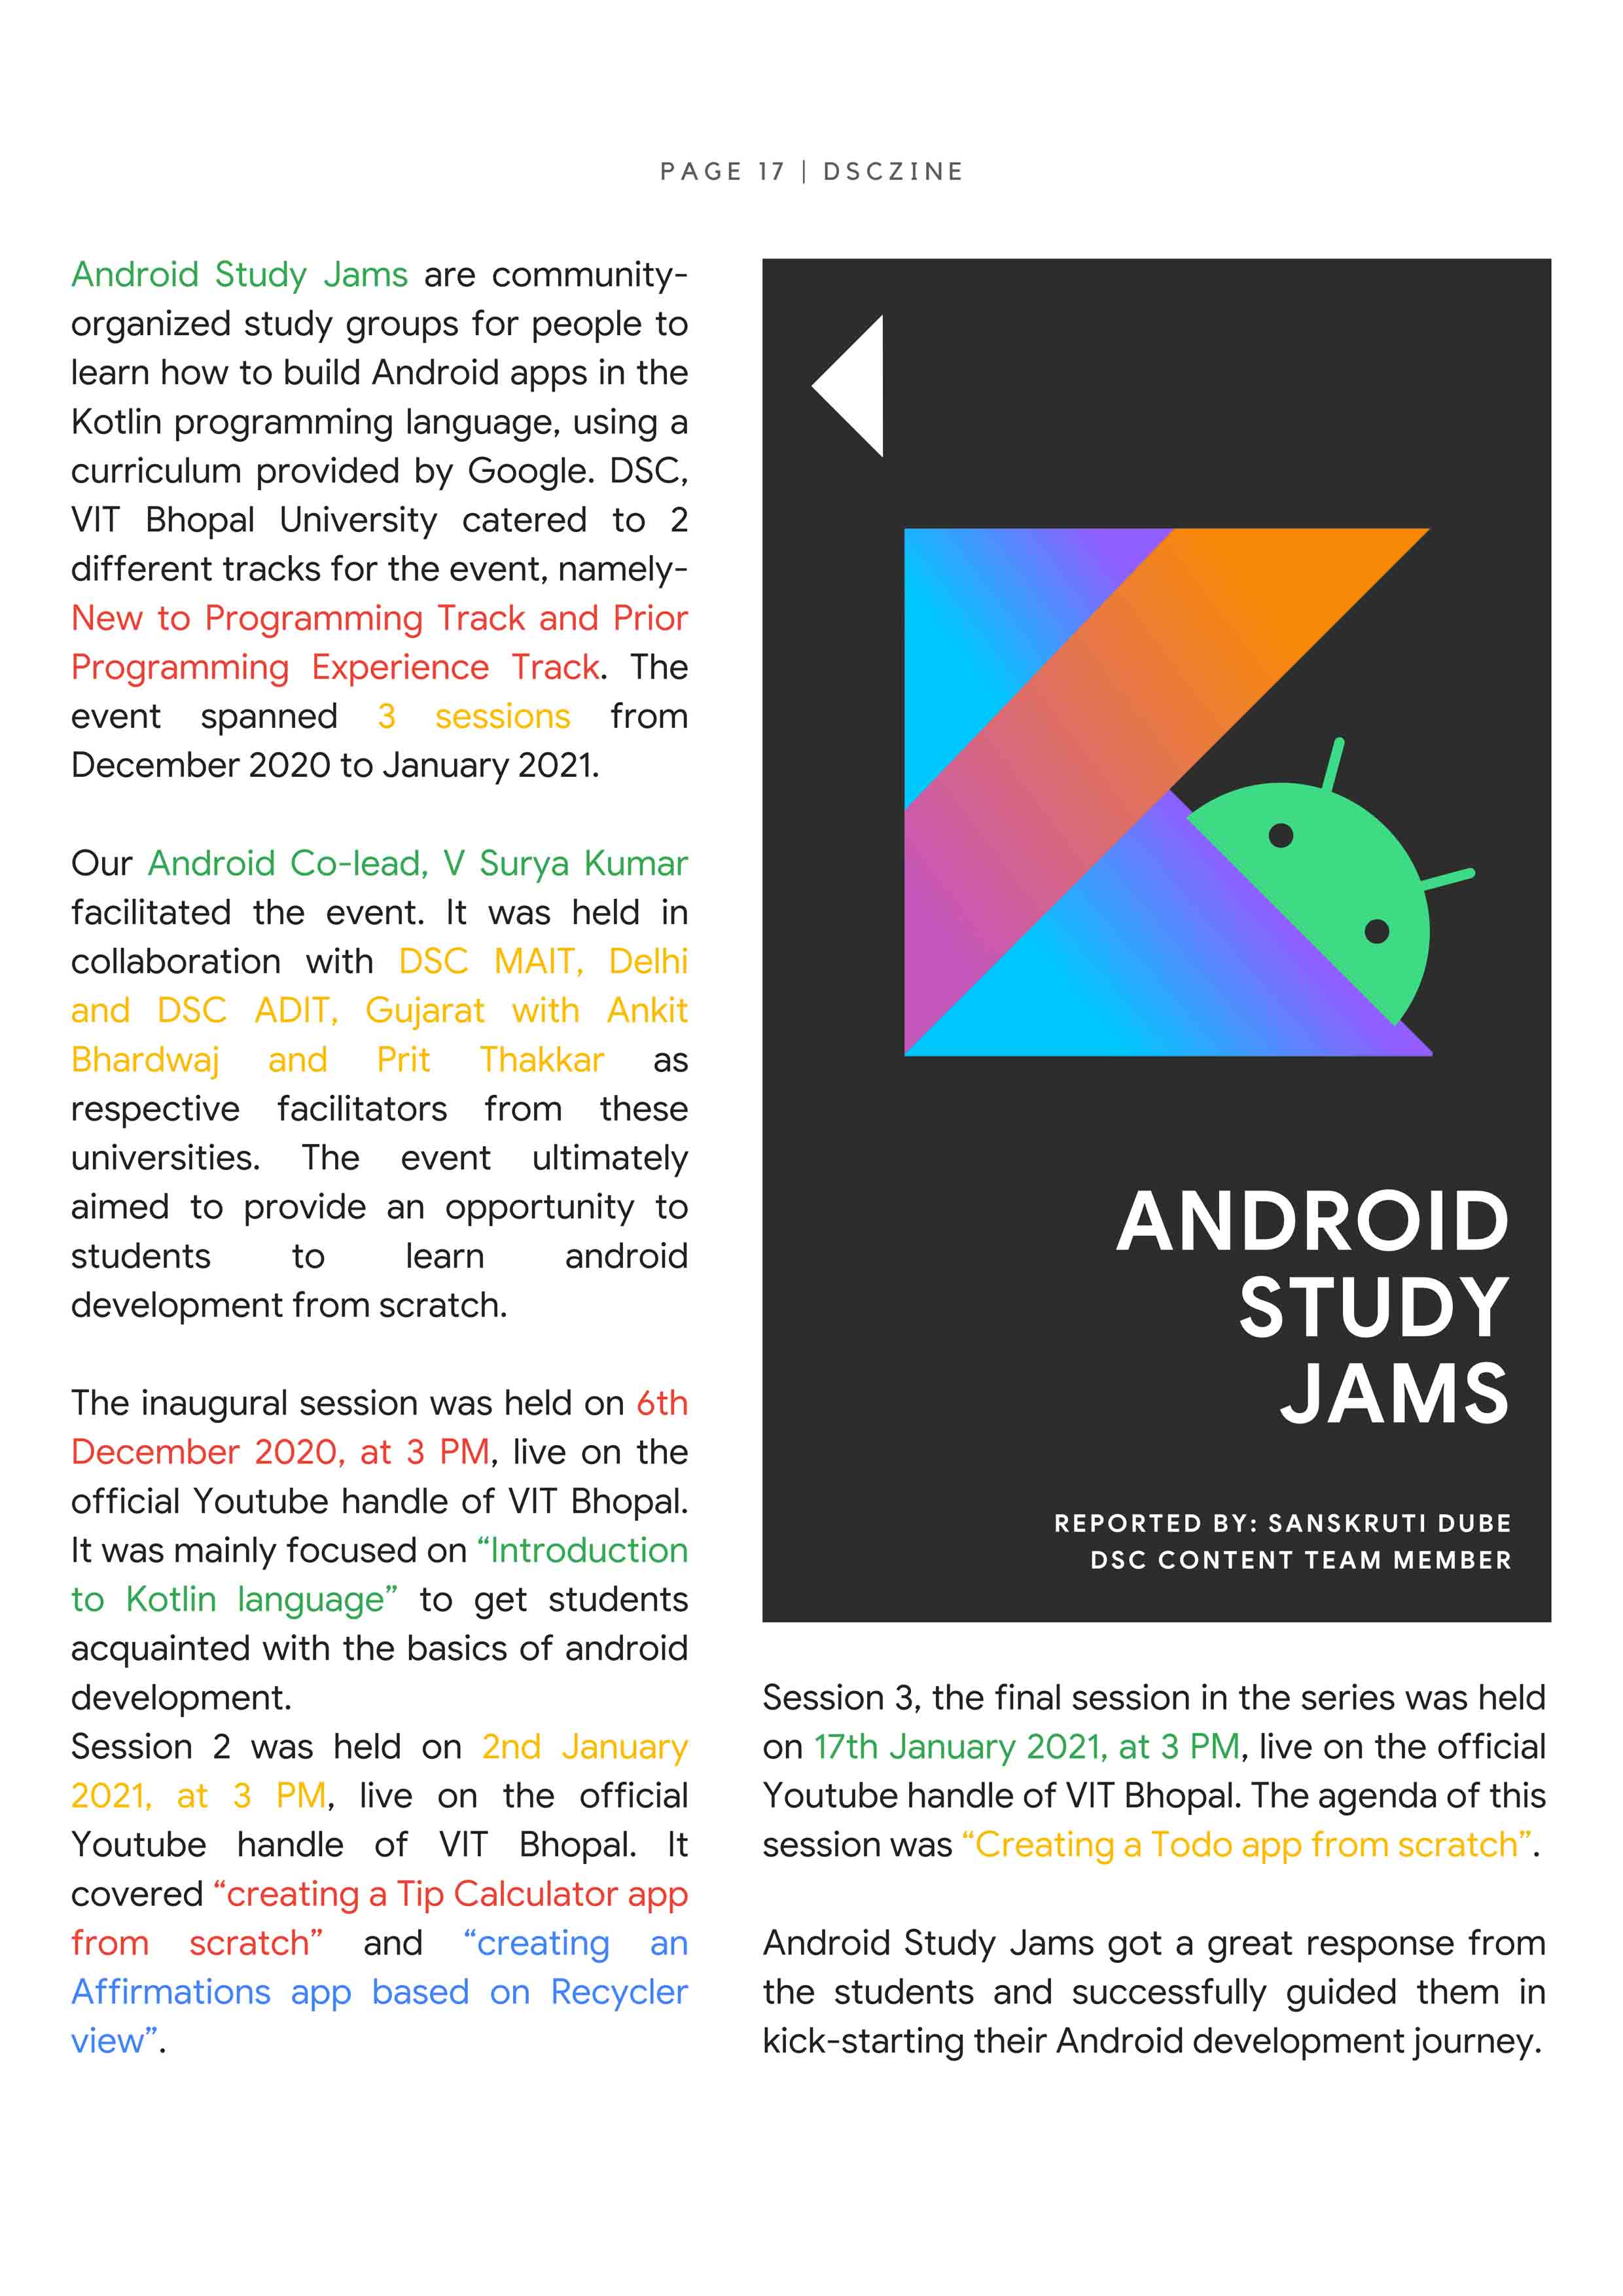 PAGE 17 | DSCZINE
Android Study Jams are community-
organized study groups for people to
learn how to build Android apps in the
Kotlin programming language, using a
curriculum provided by Google. DSC,
VIT Bhopal University catered to 2
different tracks for the event, namely-
New to Programming Track and Prior
Programming Experience Track. The
event spanned 3 sessions from
December 2020 to January 2021.
Our Android Co-lead, V Surya Kumar
facilitated the event. It was held in
collaboration with DSC MAIT, Delhi
and DSC ADIT, Gujarat with Ankit
Bhardwaj and Prit Thakkar as
respective facilitators from these
universities. The event ultimately
aimed to provide an opportunity to
students to learn android
development from scratch.
The inaugural session was held on 6th
December 2020, at 3 PM, live on the
official Youtube handle of VIT Bhopal.
It was mainly focused on “Introduction
to Kotlin language” to get students
acquainted with the basics of android
development.
Session 2 was held on 2nd January
2021, at 3 PM, live on the official
Youtube handle of VIT Bhopal. It
covered “creating a Tip Calculator app
from scratch” and “creating an
Affirmations app based on Recycler
view”.
ANDROID
STUDY
JAMS
REPORTED BY: SANSKRUTI DUBE
DSC CONTENT TEAM MEMBER
Session 3, the final session in the series was held
on 17th January 2021, at 3 PM, live on the official
Youtube handle of VIT Bhopal. The agenda of this
session was “Creating a Todo app from scratch”.
Android Study Jams got a great response from
the students and successfully guided them in
kick-starting their Android development journey.